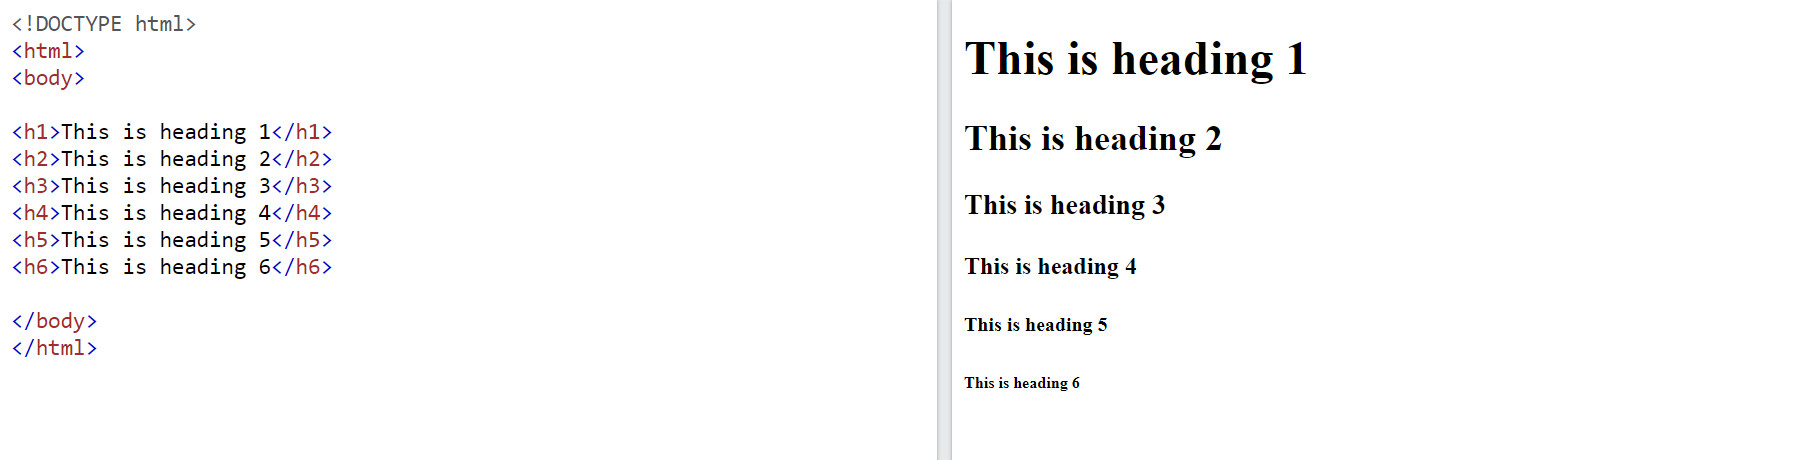 <!DOCTYPE html>
<html>
<body>
<h1>This is heading 1</h1>
<h2>This is heading 2</h2>
<h3>This is heading 3</h3>
<h4>This is heading 4</h4>
<h5>This is heading 5</h5>
<h6>This is heading 6</h6>
</body>
</html>
This is heading 1
This is heading 2
This is heading 3
This is heading 4
This is heading 5
This is heading 6